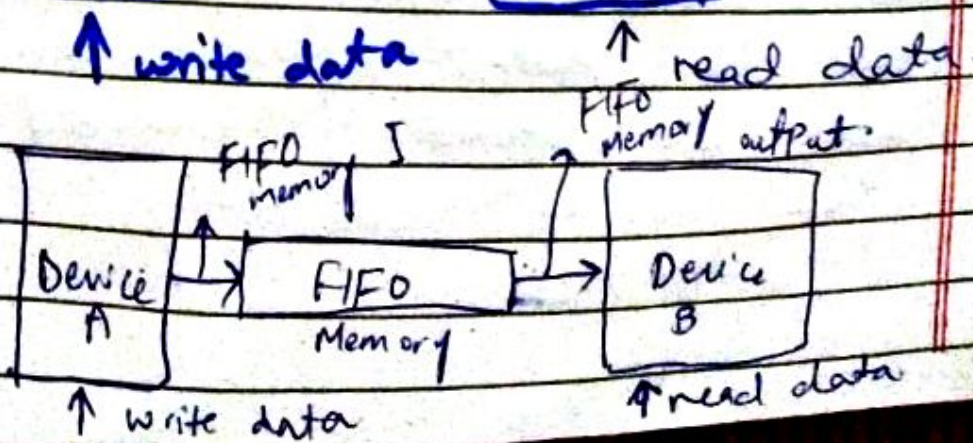 write data
read data
FIFO
memory
FIFO
memory output
Device
A
FIFO
Memory
Device
B
write data
read data